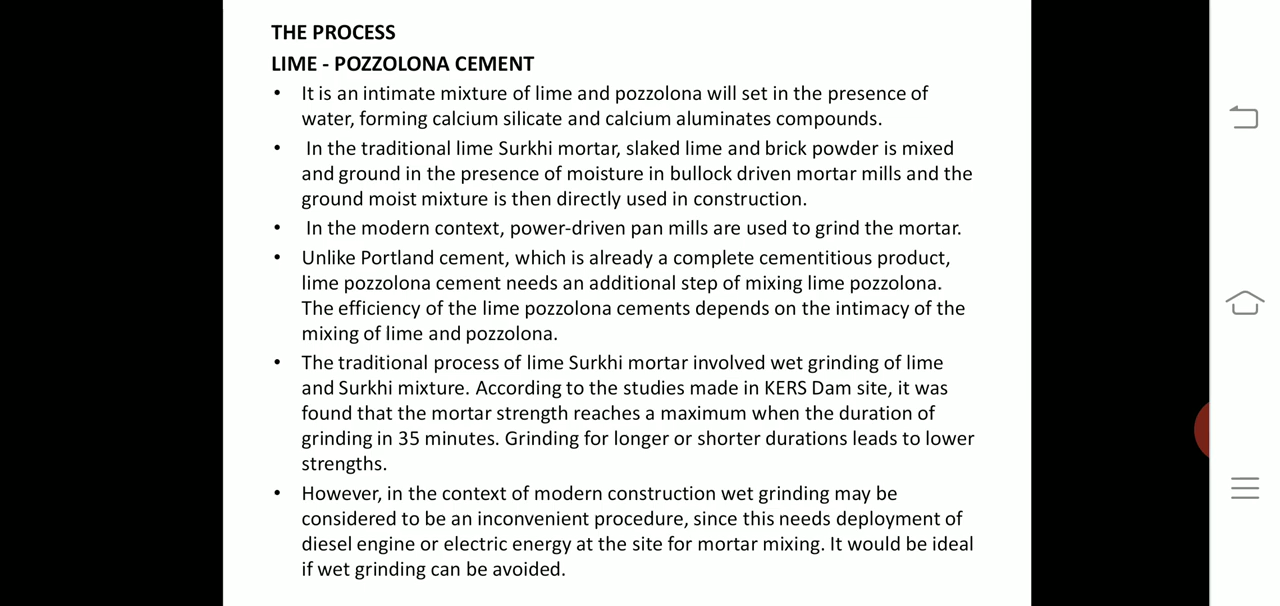 THE PROCESS
LIME - POZZOLONA CEMENT
• It is an intimate mixture of lime and pozzolona will set in the presence of
water, forming calcium silicate and calcium aluminates compounds.
• In the traditional lime Surkhi mortar, slaked lime and brick powder is mixed
and ground in the presence of moisture in bullock driven mortar mills and the
ground moist mixture is then directly used in construction.
• In the modern context, power-driven pan mills are used to grind the mortar.
• Unlike Portland cement, which is already a complete cementitious product,
lime pozzolona cement needs an additional step of mixing lime pozzolona.
The efficiency of the lime pozzolona cements depends on the intimacy of the
mixing of lime and pozzolona.
• The traditional process of lime Surkhi mortar involved wet grinding of lime
and Surkhi mixture. According to the studies made in KERS Dam site, it was
found that the mortar strength reaches a maximum when the duration of
grinding in 35 minutes. Grinding for longer or shorter durations leads to lower
strengths.
• However, in the context of modern construction wet grinding may be
considered to be an inconvenient procedure, since this needs deployment of
diesel engine or electric energy at the site for mortar mixing. It would be ideal
if wet grinding can be avoided.